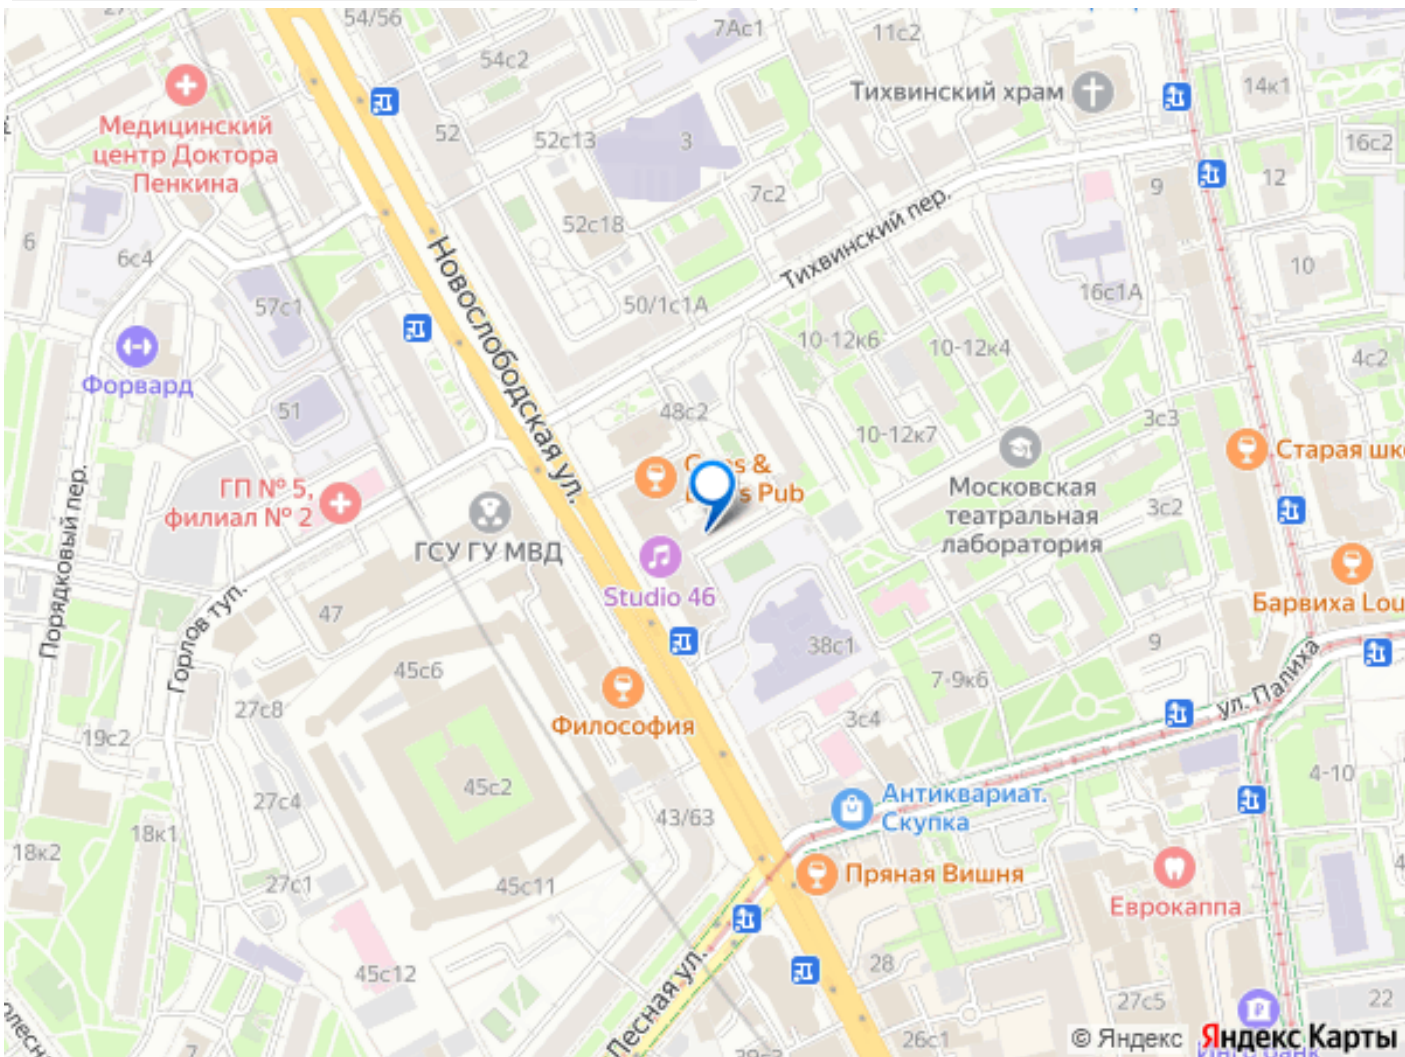 54/56
7Ас1
11с2
54с2
Тихвинский храм
14к1
Медицинский
центр Доктора
Пенкина
52
52с13
3
16с2
9
12
7с2
6
6с4
52с18
Новослободская ул.
Тихвинский пер.
10
57с1
50/1с1А
16с1А
10-12к6
10-12к4
4с2
Форвард
51
48с2
3с3
10-12к7
Старая шк
Pub
ГП № 5,
филиал № 2
Московская
театральная
лаборатория
3с2
ГСУ ГУ МВД
Порядковый пер.
Studio 46
Барвиха Lou
Горлов туп.
47
38с1
9
45с6
7-9к6
ул. Палиха
27с8
Философия
3с4
19с2
45с2
4-10
27с4
43/63
Антиквариат.
Скупка
18к1
18к2
27с1
45с11
Пряная Вишня
Еврокаппа
45с12
Лесная ул.
28
27с5
22
26с1
7
© Яндекс Яндекс Карты